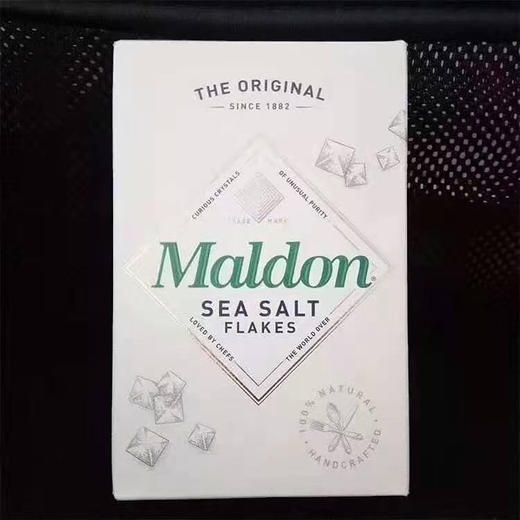 THE ORIGINAL
SINCE 1882
CURIOUS CRYSTALS
OF UNUSUAL PURITY
TRADE MARK
Maldon®
SEA SALT
FLAKES
LOVED BY CHEFS
THE WORLD OVER
100% NATURAL
HANDCRAFTED